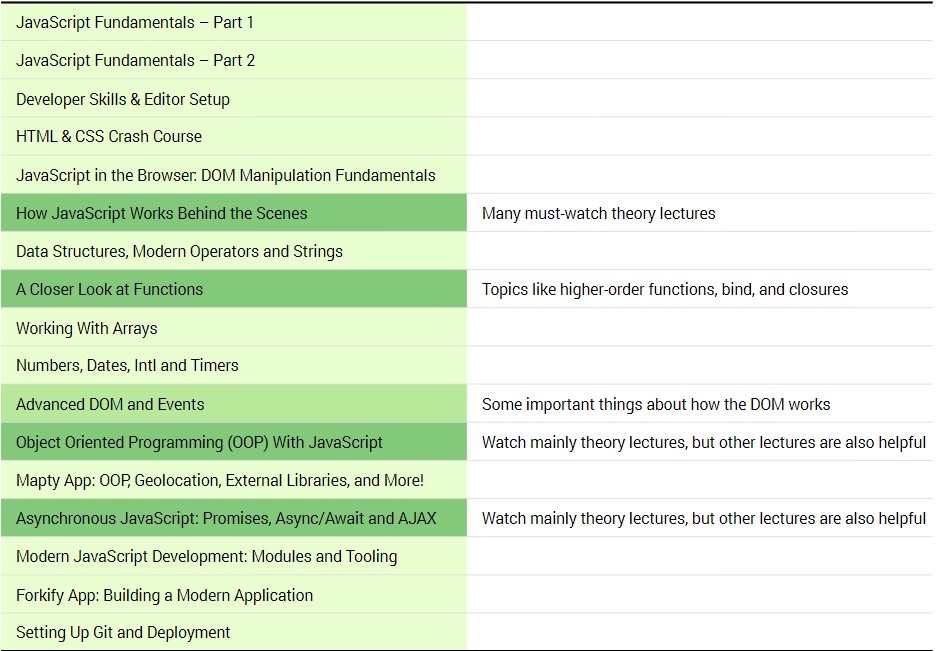 JavaScript Fundamentals – Part 1
JavaScript Fundamentals – Part 2
Developer Skills & Editor Setup
HTML & CSS Crash Course
JavaScript in the Browser: DOM Manipulation Fundamentals
How JavaScript Works Behind the Scenes Many must-watch theory lectures
Data Structures, Modern Operators and Strings
A Closer Look at Functions Topics like higher-order functions, bind, and closures
Working With Arrays
Numbers, Dates, Intl and Timers
Advanced DOM and Events Some important things about how the DOM works
Object Oriented Programming (OOP) With JavaScript Watch mainly theory lectures, but other lectures are also helpful
Mapty App: OOP, Geolocation, External Libraries, and More!
Asynchronous JavaScript: Promises, Async/Await and AJAX Watch mainly theory lectures, but other lectures are also helpful
Modern JavaScript Development: Modules and Tooling
Forkify App: Building a Modern Application
Setting Up Git and Deployment